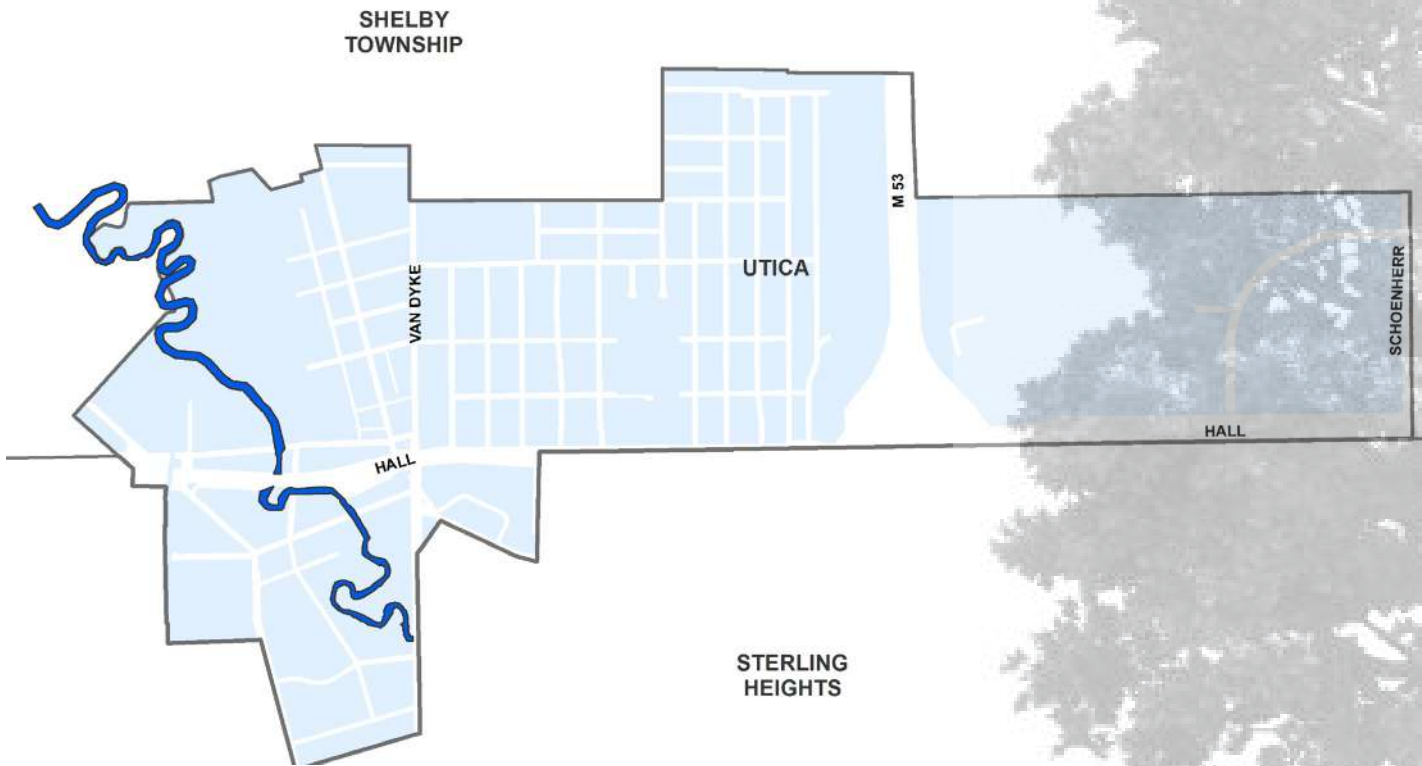 SHELBY
TOWNSHIP
M 53
UTICA
VAN DYKE
SCHOENHERR
HALL
HALL
STERLING
HEIGHTS